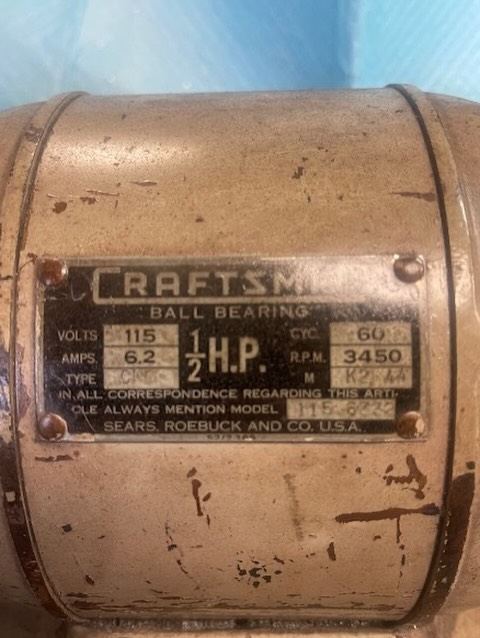 CRAFTSM
BALL BEARING
VOLTS 115 1/2 H.P. CYC. 60
AMPS. 6.2 R.P.M. 3450
TYPE M
IN ALL CORRESPONDENCE REGARDING THIS ARTI-
CLE ALWAYS MENTION MODEL
SEARS, ROEBUCK AND CO. U.S.A.